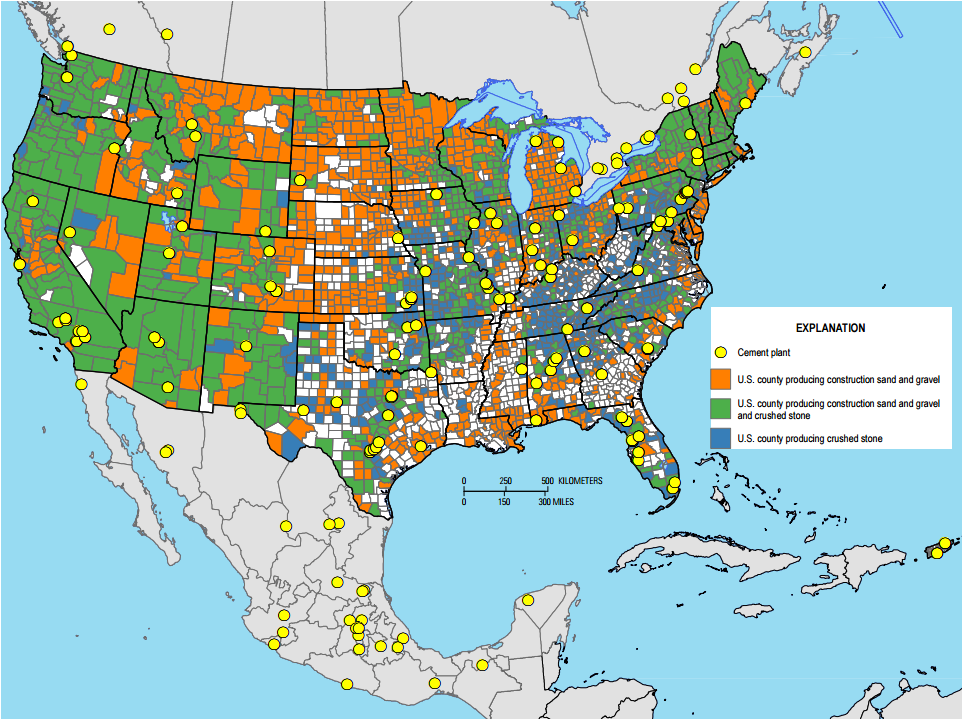 EXPLANATION
Cement plant
U.S. county producing construction sand and gravel
U.S. county producing construction sand and gravel
and crushed stone
U.S. county producing crushed stone
0 250 500 KILOMETERS
0 150 300 MILES